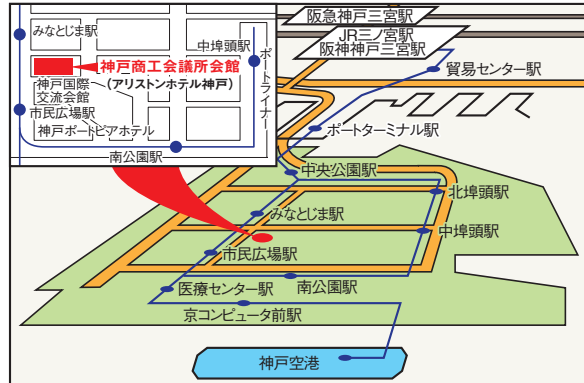 みなとじま駅
中埠頭駅
神戸商工会議所会館
(アリストンホテル神戸)
神戸国際
交流会館
市民広場駅
神戸ポートピアホテル
南公園駅
ポートライナー
阪急神戸三宮駅
JR三ノ宮駅
阪神神戸三宮駅
貿易センター駅
ポートターミナル駅
中央公園駅
北埠頭駅
みなとじま駅
中埠頭駅
市民広場駅
医療センター駅
南公園駅
京コンピュータ前駅
神戸空港